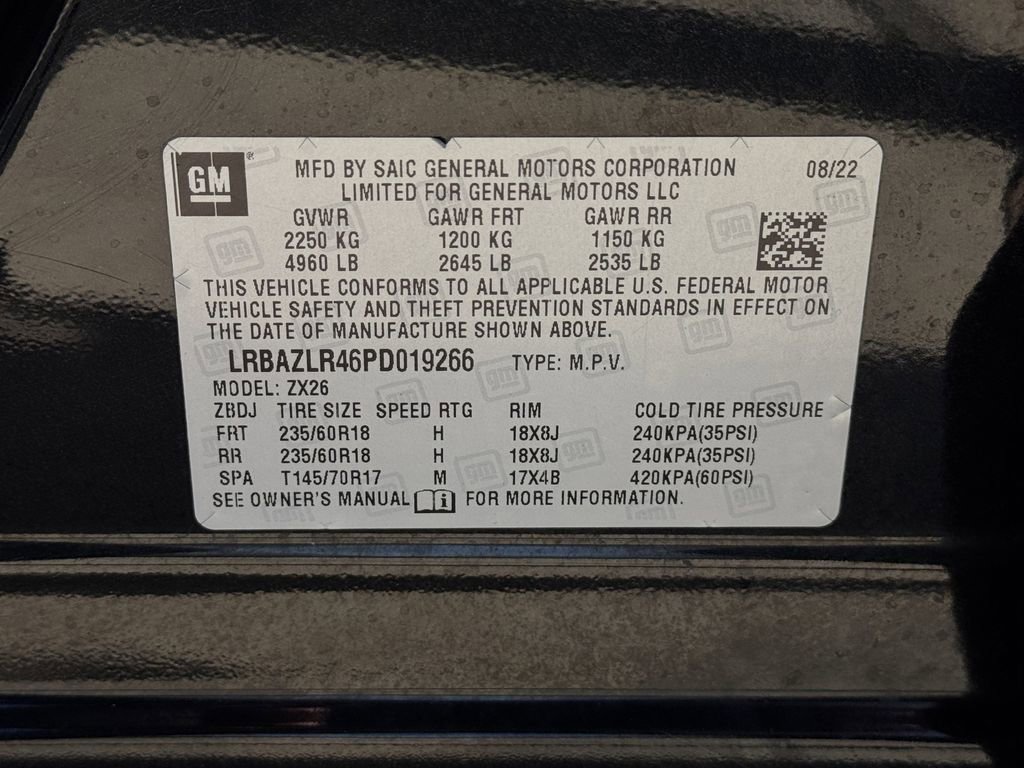 GM ®
MFD BY SAIC GENERAL MOTORS CORPORATION 08/22
LIMITED FOR GENERAL MOTORS LLC
GVWR GAWR FRT GAWR RR
2250 KG 1200 KG 1150 KG
4960 LB 2645 LB 2535 LB
THIS VEHICLE CONFORMS TO ALL APPLICABLE U.S. FEDERAL MOTOR
VEHICLE SAFETY AND THEFT PREVENTION STANDARDS IN EFFECT ON
THE DATE OF MANUFACTURE SHOWN ABOVE.
LRBAZLR46PD019266 TYPE: M.P.V.
MODEL: ZX26
ZBDJ TIRE SIZE SPEED RTG RIM COLD TIRE PRESSURE
FRT 235/60R18 H 18X8J 240KPA(35PSI)
RR 235/60R18 H 18X8J 240KPA(35PSI)
SPA T145/70R17 M 17X4B 420KPA(60PSI)
SEE OWNER'S MANUAL i FOR MORE INFORMATION.